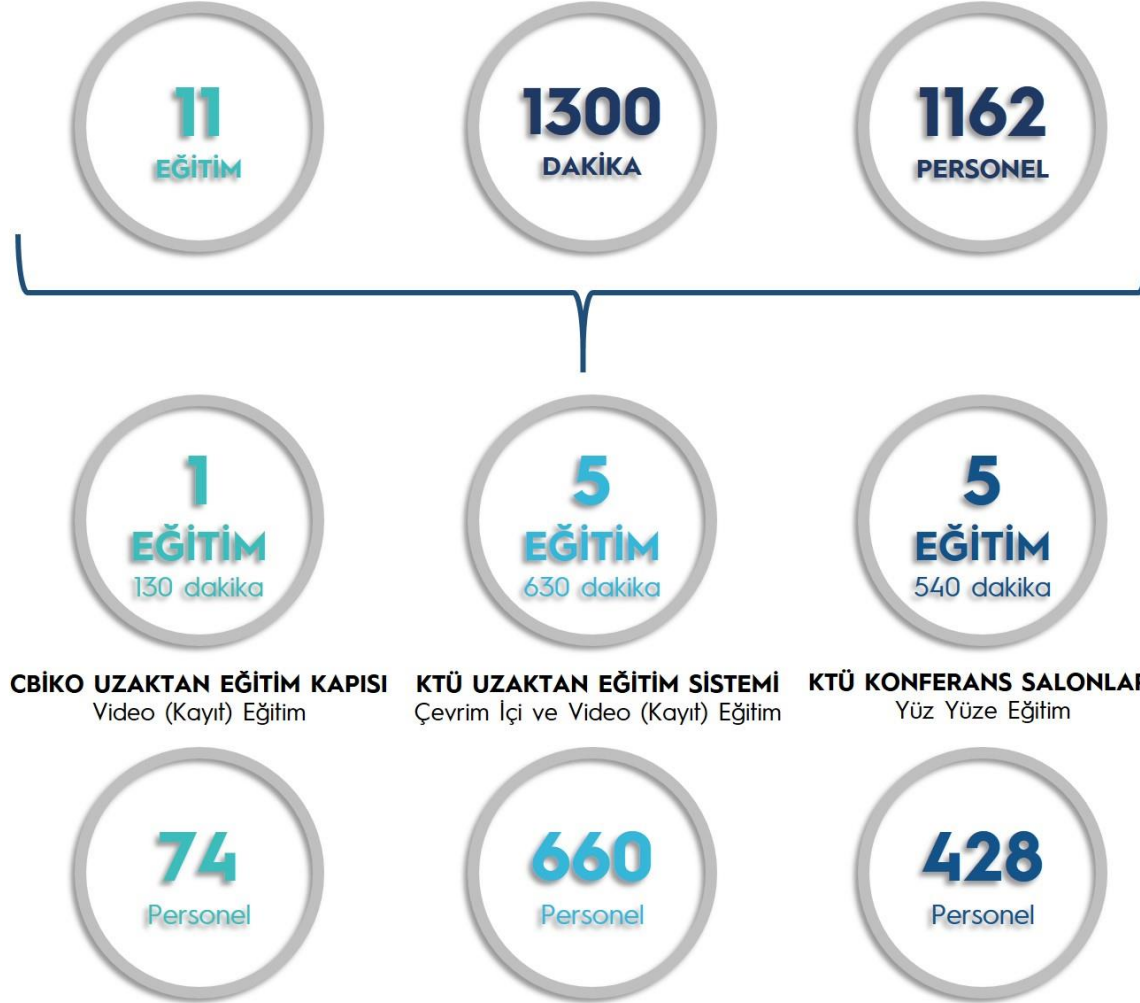 11
EĞİTİM
1300
DAKİKA
1162
PERSONEL
1
EĞİTİM
130 dakika
5
EĞİTİM
630 dakika
5
EĞİTİM
540 dakika
CBİKO UZAKTAN EĞİTİM KAPISI
Video (Kayıt) Eğitim
KTÜ UZAKTAN EĞİTİM SİSTEMİ
Çevrim İçi ve Video (Kayıt) Eğitim
KTÜ KONFERANS SALONLAR
Yüz Yüze Eğitim
74
Personel
660
Personel
428
Personel